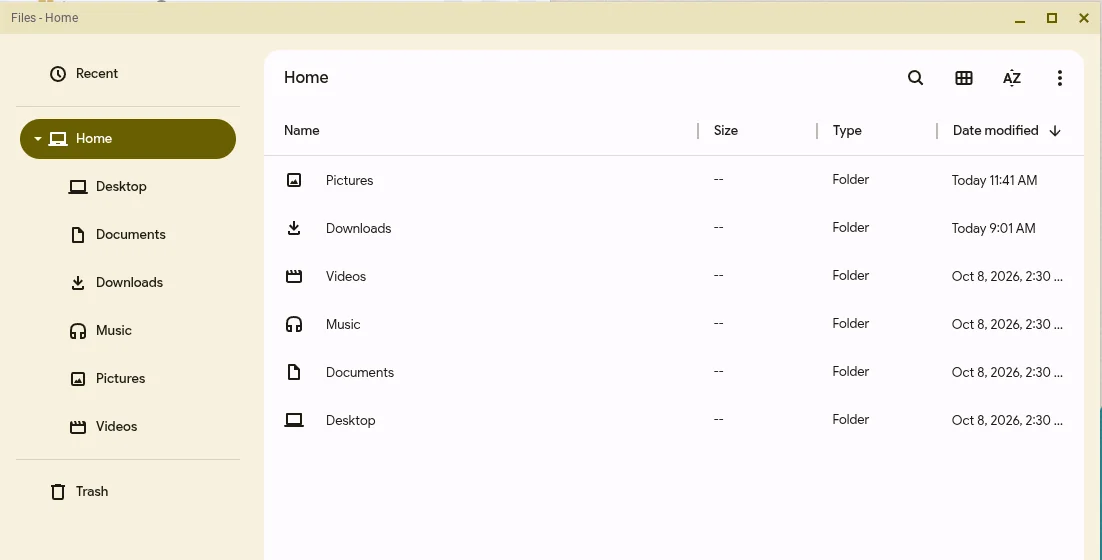 Files - Home
Recent
Home
Desktop
Documents
Downloads
Music
Pictures
Videos
Trash
Home
AZ
Name Size Type Date modified
Pictures -- Folder Today 11:41 AM
Downloads -- Folder Today 9:01 AM
Videos -- Folder Oct 8, 2026, 2:30 ...
Music -- Folder Oct 8, 2026, 2:30 ...
Documents -- Folder Oct 8, 2026, 2:30 ...
Desktop -- Folder Oct 8, 2026, 2:30 ...